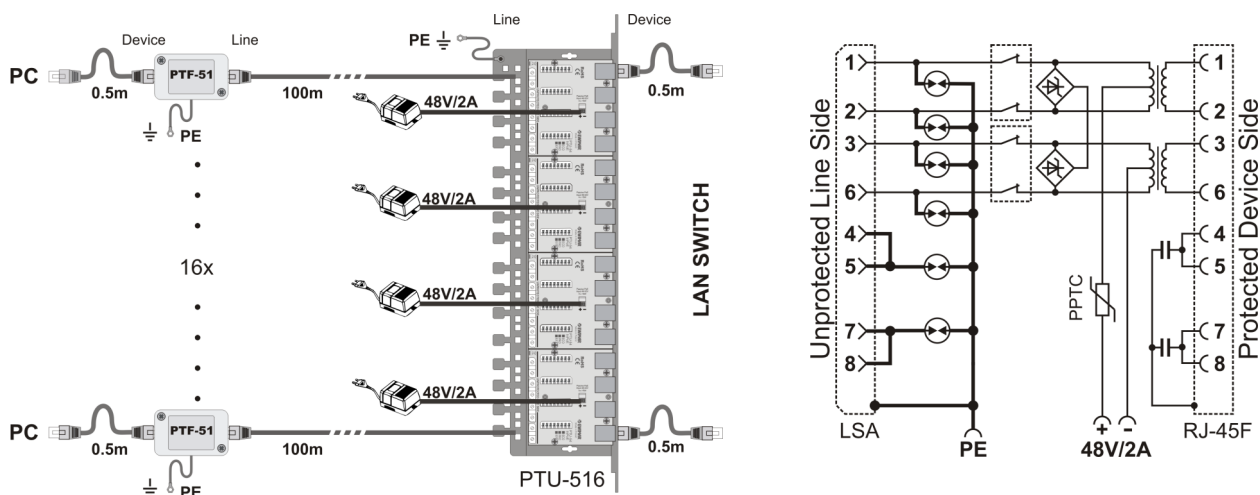 Line
Device
Device
Line
PE
PC
PTF-51
0.5m
100m
0.5m
PE
48V/2A
48V/2A
16x
48V/2A
48V/2A
LAN SWITCH
PC
PTF-51
0.5m
100m
0.5m
PE
PTU-516
Unprotected Line Side
1
2
3
6
4
5
7
8
LSA
PE
PPTC
+ -
48V/2A
1
2
3
6
4
5
7
8
RJ-45F
Protected Device Side